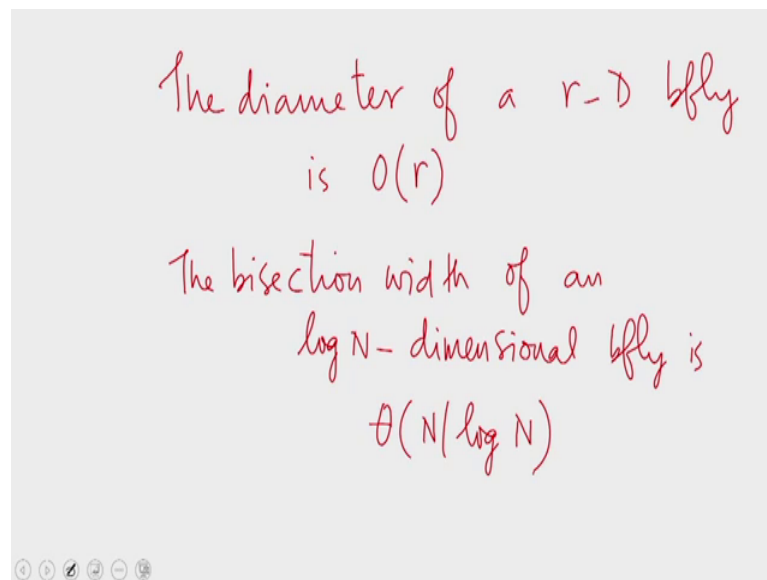 The diameter of a r-D bfly
is O(r)
The bisection width of an
log N - dimensional bfly is
θ(N/log N)